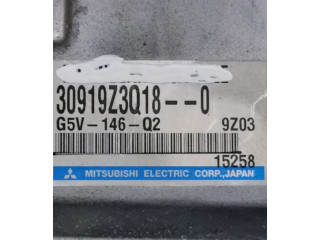 30919Z3Q18--0
G5V-146-Q2 9Z03
15258
MITSUBISHI ELECTRIC CORP.,JAPAN